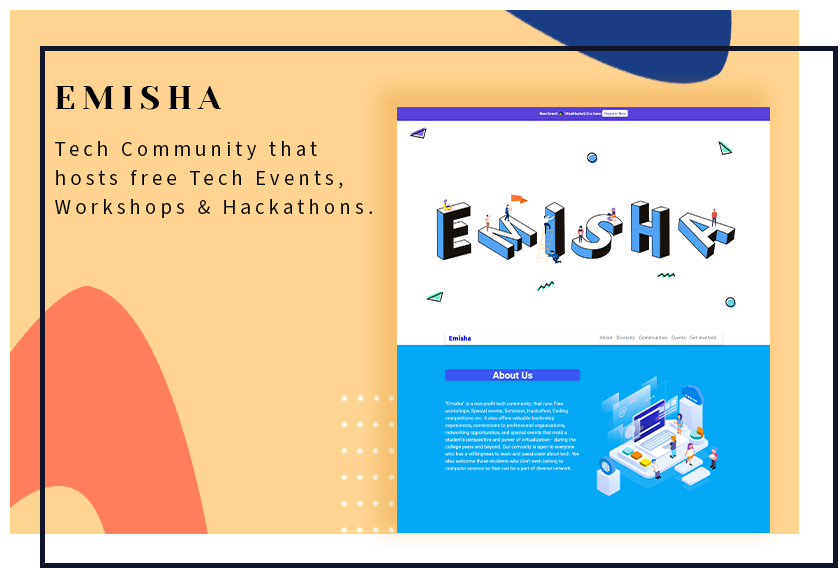 EMISHA
Tech Community that
hosts free Tech Events,
Workshops & Hackathons.
New Event
is here Register Now
EMISHA
Emisha About Diversity Communities Events Get Involved
About Us
"Emisha" is a non-profit tech community, that runs Free
workshops, Special events, Seminars, Hackathon, Coding
competitions etc. It also offers valuable leadership
experiences, connections to professional organizations,
networking opportunities, and special events that mold a
student's perspective and power of virtualization - during the
college years and beyond. Our comunity is open to everyone
who has a willingness to learn and passionate about tech. We
also welcome those students who don't even belong to
computer science so that can be a part of diverse network.